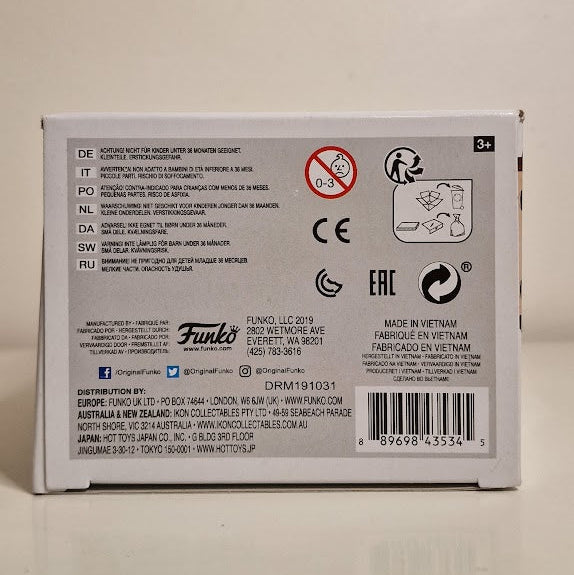 3+
DE ACHTUNG! NICHT FÜR KINDER UNTER 36 MONATEN GEEIGNET.
KLEINTEILE. ERSTICKUNGSGEFAHR.
IT AVVERTENZA! NON ADATTO A BAMBINI DI ETÀ INFERIORE A 36 MESI.
PICCOLE PARTI. RISCHIO DI SOFFOCAMENTO.
PO ATENÇÃO! CONTRA-INDICADO PARA CRIANÇAS COM MENOS DE 36 MESES.
PEQUENAS PARTES. RISCO DE ASFIXIA.
NL WAARSCHUWING! NIET GESCHIKT VOOR KINDEREN JONGER DAN 36 MAANDEN.
KLEINE ONDERDELEN. VERSTIKKINGSGEVAAR.
DA ADVARSEL! IKKE EGNET TIL BØRN UNDER 36 MÅNEDER.
SMÅ DELE. KVÆLNINGSFARE.
SW VARNING! INTE LÄMPLIG FÖR BARN UNDER 36 MÅNADER.
SMÅ DELAR. KVÄVNINGSRISK.
RU ВНИМАНИЕ! НЕ ПРИГОДНО ДЛЯ ДЕТЕЙ МЛАДШЕ 36 МЕСЯЦЕВ.
МЕЛКИЕ ЧАСТИ. ОПАСНОСТЬ УДУШЬЯ.
0-3
CE
EAC
®
MANUFACTURED BY • FABRIQUÉ PAR
FABRICADO POR • HERGESTELLT DURCH
FABRICADO POR • FABBRICATO DA
VERVAARDIGD DOOR • FREMSTILLET AF
TILLVERKAD AV • ПРОИЗВОДИТЕЛЬ
Funko
www.funko.com
FUNKO, LLC 2019
2802 WETMORE AVE
EVERETT, WA 98201
(425) 783-3616
MADE IN VIETNAM
FABRIQUÉ EN VIETNAM
FABRICADO EN VIETNAM
HERGESTELLT IN VIETNAM • FABBRICATO IN VIETNAM
FABRICADO NO VIETNAM • VERVAARDIGD IN VIETNAM
PRODUCERET I VIETNAM • TILLVERKAD I VIETNAM
СДЕЛАНО ВО ВЬЕТНАМЕ
/OriginalFunko @OriginalFunko @OriginalFunko
DRM191031
DISTRIBUTION BY:
EUROPE: FUNKO UK LTD • PO BOX 74644 • LONDON, W6 6JW (UK) • WWW.FUNKO.COM
AUSTRALIA & NEW ZEALAND: IKON COLLECTABLES PTY LTD • 49-59 SEABEACH PARADE
NORTH SHORE, VIC 3214 AUSTRALIA • WWW.IKONCOLLECTABLES.COM.AU
JAPAN: HOT TOYS JAPAN CO., INC. • G BLDG 3RD FLOOR
JINGUMAE 3-30-12 • TOKYO 150-0001 • WWW.HOTTOYS.JP
8 89698 43534 5